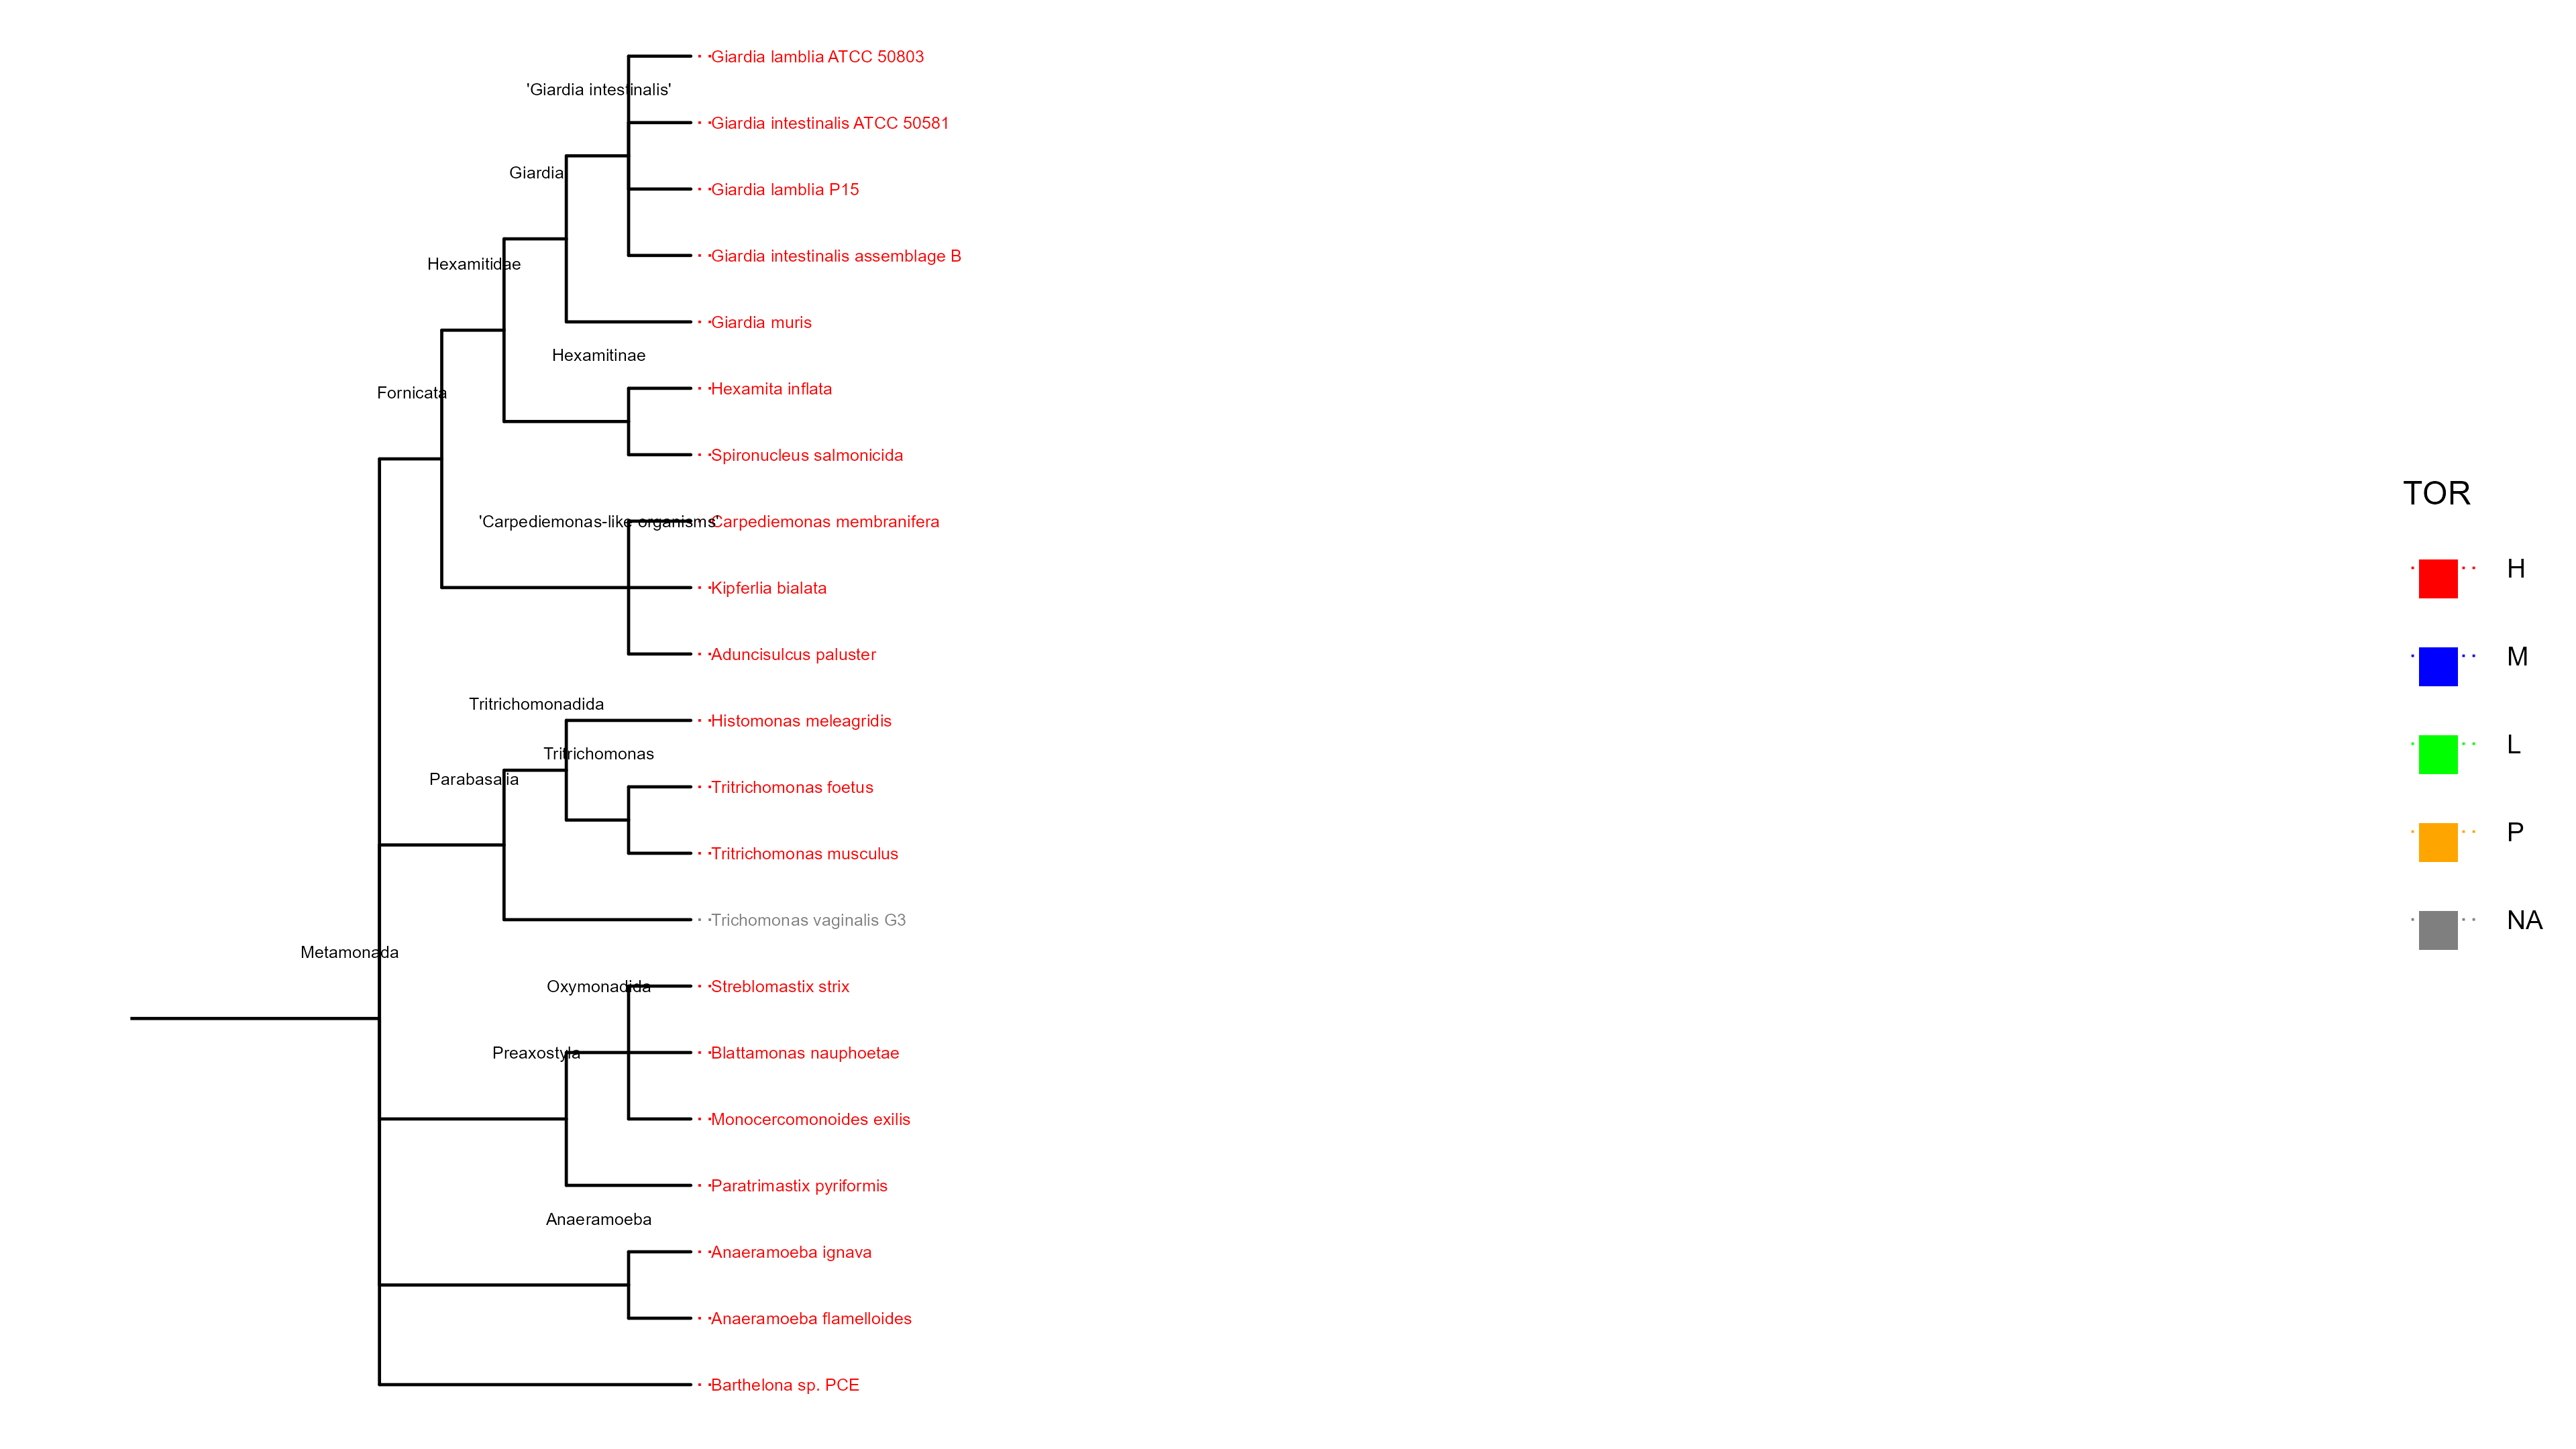 Giardia lamblia ATCC 50803
'Giardia intestinalis'
Giardia intestinalis ATCC 50581
Giardia
Giardia lamblia P15
Giardia intestinalis assemblage B
Hexamitidae
Giardia muris
Hexamitinae
Hexamita inflata
Fornicata
Spironucleus salmonicida
'Carpediemonas-like organisms'
Carpediemonas membranifera
Kipferlia bialata
Aduncisulcus paluster
Tritrichomonadida
Histomonas meleagridis
Tritrichomonas
Parabasalia
Tritrichomonas foetus
Tritrichomonas musculus
Trichomonas vaginalis G3
Metamonada
Oxymonadida
Streblomastix strix
Preaxostyla
Blattamonas nauphoetae
Monocercomonoides exilis
Paratrimastix pyriformis
Anaeramoeba
Anaeramoeba ignava
Anaeramoeba flamelloides
Barthelona sp. PCE
TOR
H
M
L
P
NA